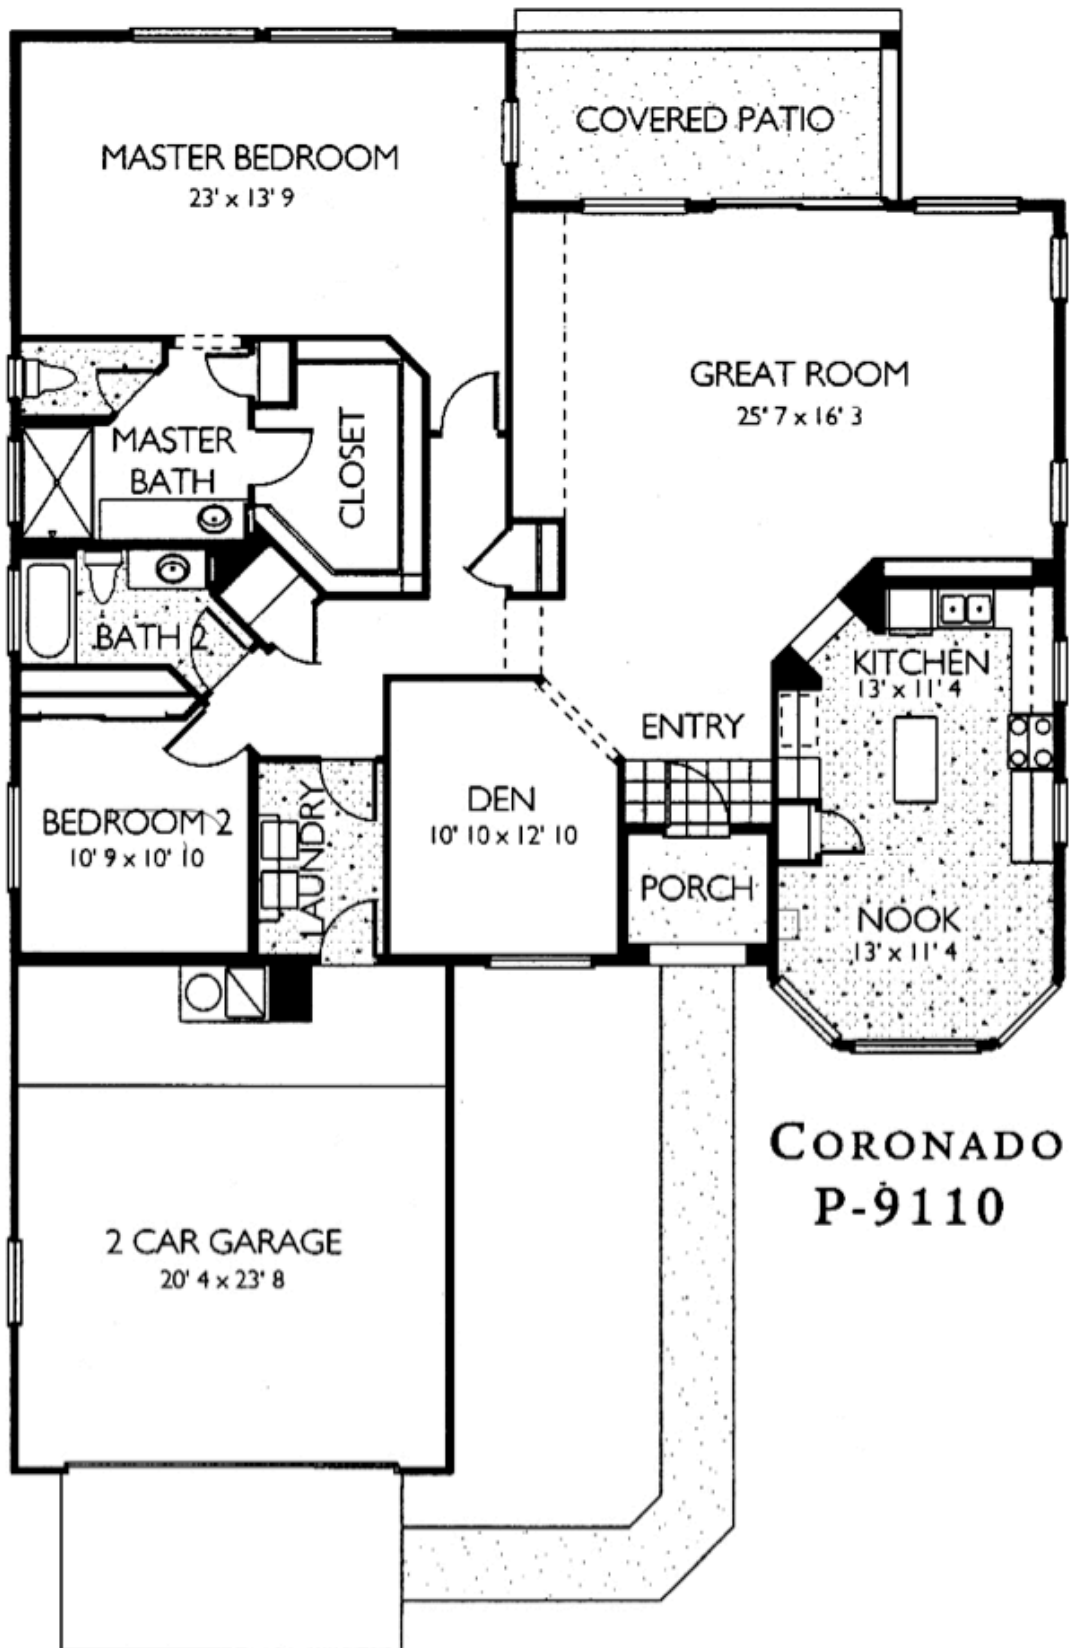 COVERED PATIO
MASTER BEDROOM
23' x 13' 9
GREAT ROOM
25' 7 x 16' 3
MASTER
BATH
CLOSET
BATH 2
KITCHEN
13' x 11' 4
ENTRY
DEN
10' 10 x 12' 10
BEDROOM 2
10' 9 x 10' 10
LAUNDRY
PORCH
NOOK
13' x 11' 4
CORONADO
P-9110
2 CAR GARAGE
20' 4 x 23' 8